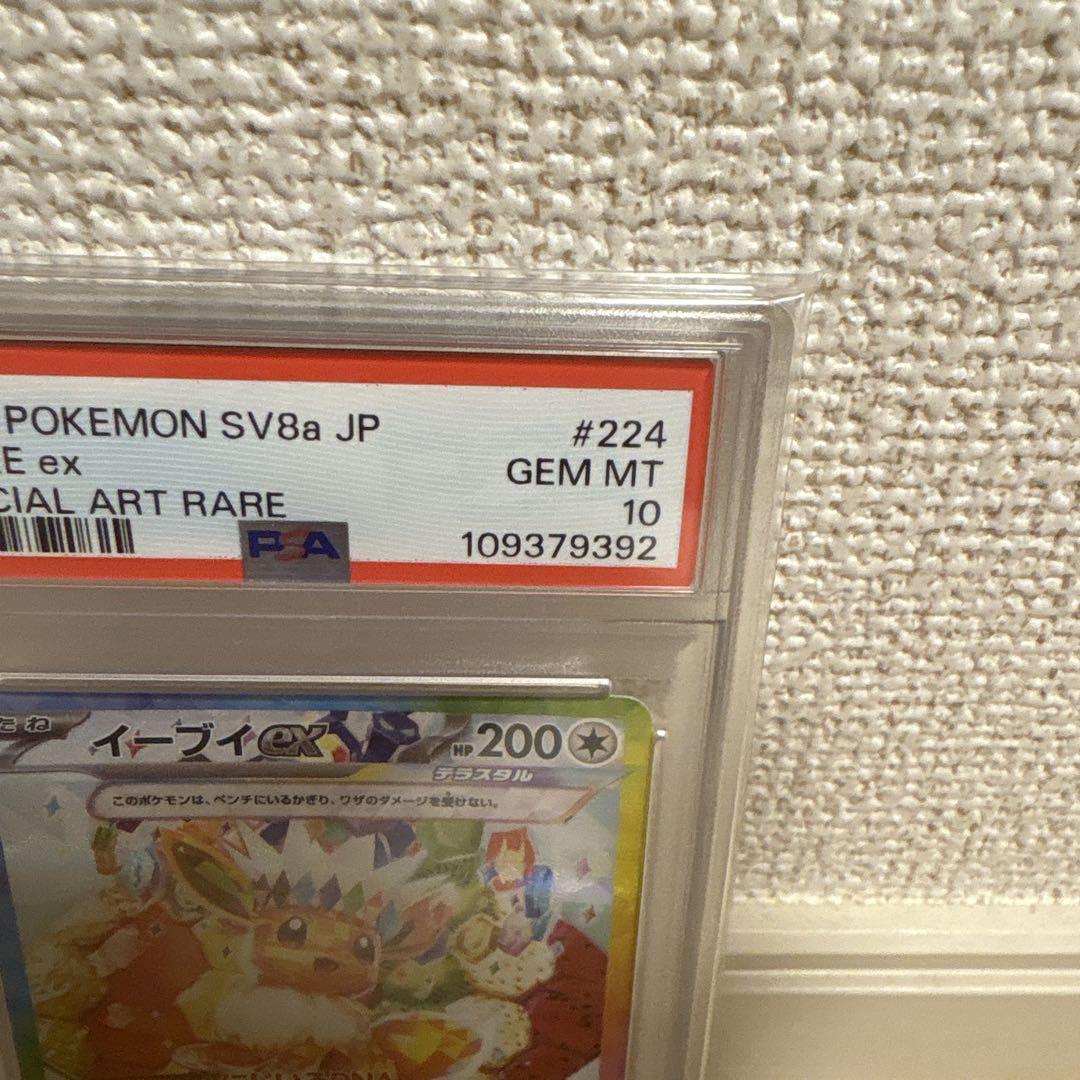 POKEMON SV8a JP #224
E ex GEM MT
CIAL ART RARE 10
PSA 109379392
たね イーブイex HP200
テラスタル
このポケモンは、ベンチにいるかぎり、ワザのダメージを受けない。